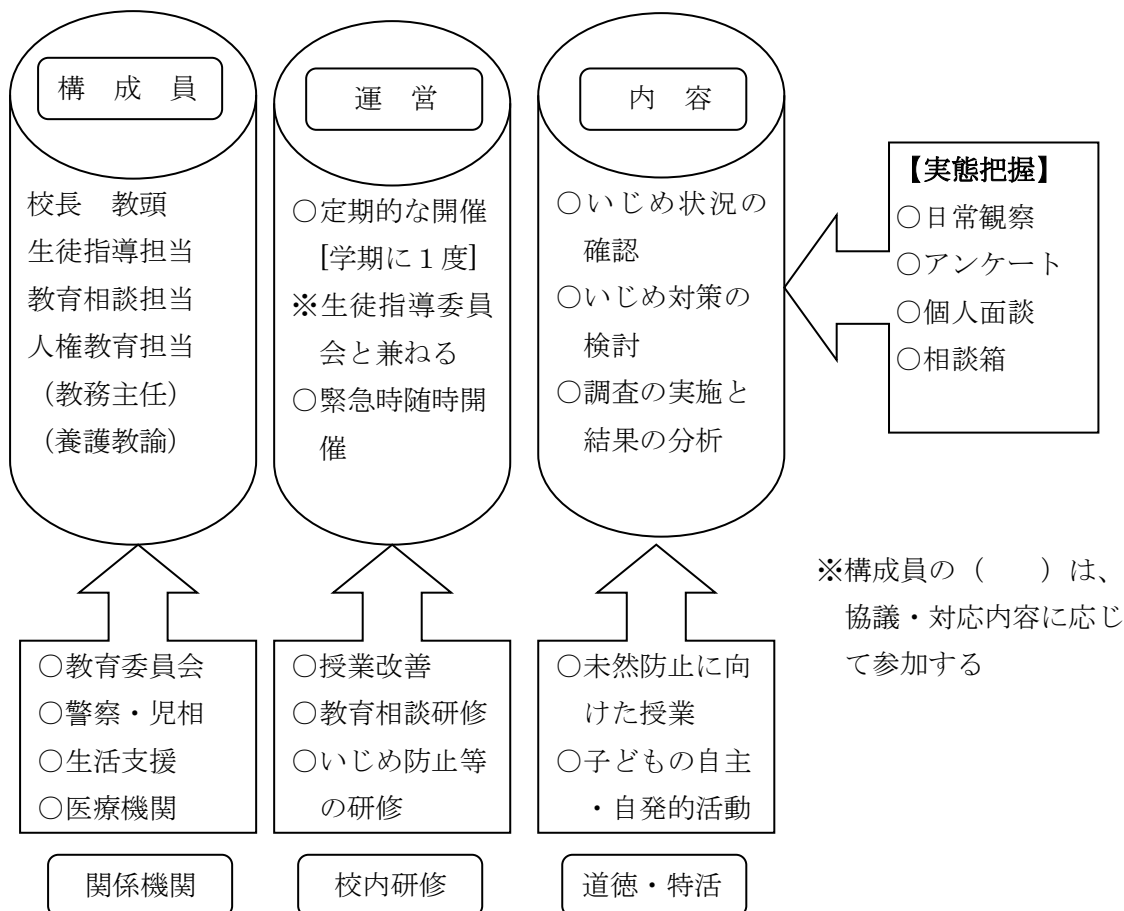 構 成 員
校長 教頭
生徒指導担当
教育相談担当
人権教育担当
(教務主任)
(養護教諭)
運 営
○定期的な開催
[学期に1度]
※生徒指導委員
会と兼ねる
○緊急時随時開
催
内 容
○いじめ状況の
確認
○いじめ対策の
検討
○調査の実施と
結果の分析
【実態把握】
○日常観察
○アンケート
○個人面談
○相談箱
※構成員の( )は、
協議・対応内容に応じ
て参加する
○教育委員会
○警察・児相
○生活支援
○医療機関
関係機関
○授業改善
○教育相談研修
○いじめ防止等
の研修
校内研修
○未然防止に向
けた授業
○子どもの自主
・自発的活動
道徳・特活